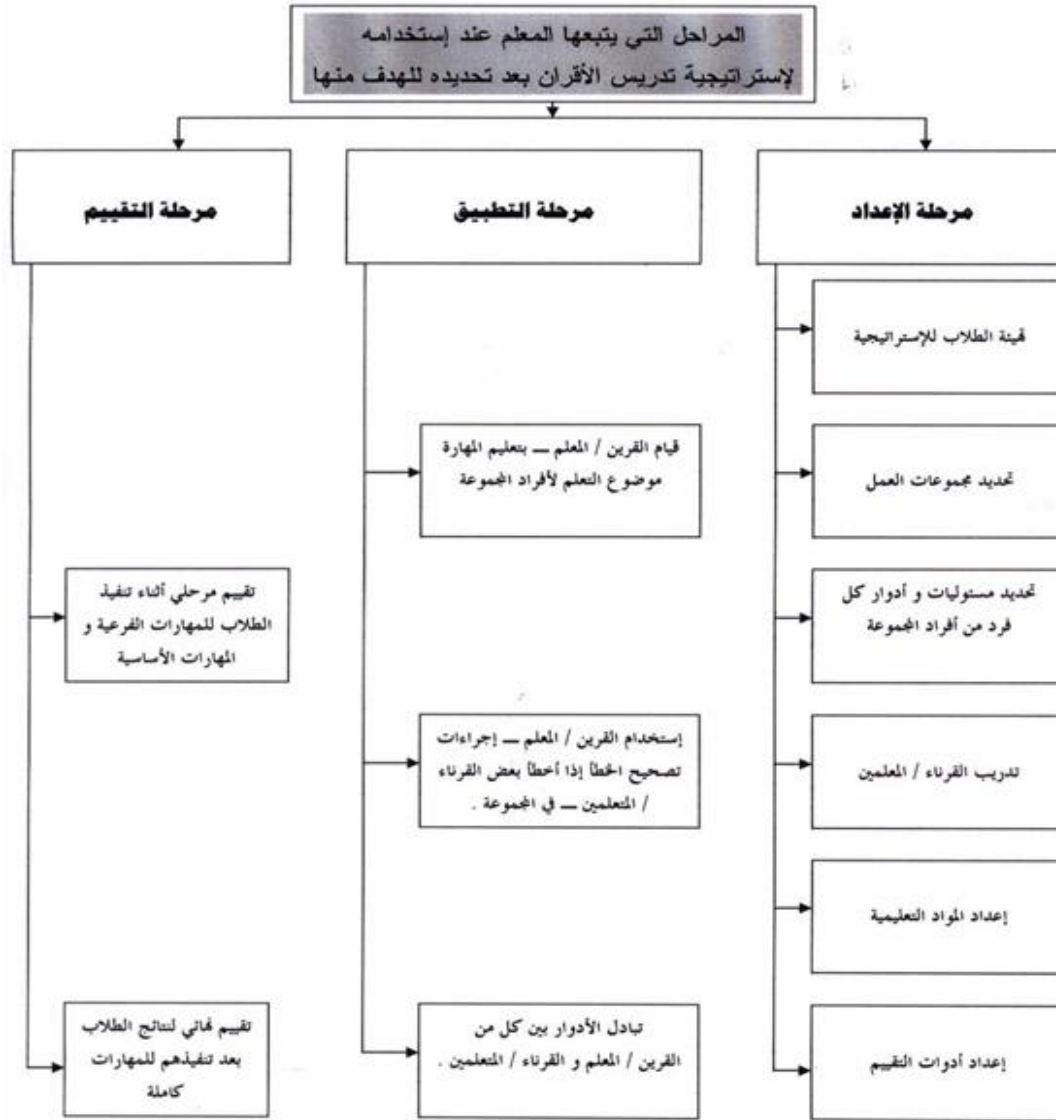 المراحل التي يتبعها المعلم عند إستخدامه
لإستراتيجية تدريس الأقران بعد تحديده للهدف منها
مرحلة الإعداد
مرحلة التطبيق
مرحلة التقييم
تهيئة الطلاب للإستراتيجية
تحديد مجموعات العمل
تحديد مسئوليات و أدوار كل
فرد من أفراد المجموعة
تدريب القرناء / المعلمين
إعداد المواد التعليمية
إعداد أدوات التقييم
قيام القرين / المعلم ــ بتعليم المهارة
موضوع التعلم لأفراد المجموعة
إستخدام القرين / المعلم ــ إجراءات
تصحيح الخطأ إذا أخطأ بعض القرناء
/ المتعلمين ــ في المجموعة .
تبادل الأدوار بين كل من
القرين / المعلم و القرناء / المتعلمين .
تقييم مرحلي أثناء تنفيذ
الطلاب للمهارات الفرعية و
المهارات الأساسية
تقييم نهائي لنتائج الطلاب
بعد تنفيذهم للمهارات
كاملة